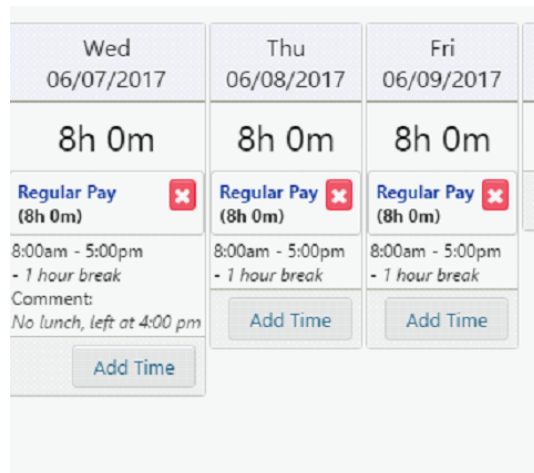 Wed
06/07/2017
8h 0m
Regular Pay
(8h 0m)
8:00am - 5:00pm
- 1 hour break
Comment:
No lunch, left at 4:00 pm
Add Time
Thu
06/08/2017
8h 0m
Regular Pay
(8h 0m)
8:00am - 5:00pm
- 1 hour break
Add Time
Fri
06/09/2017
8h 0m
Regular Pay
(8h 0m)
8:00am - 5:00pm
- 1 hour break
Add Time